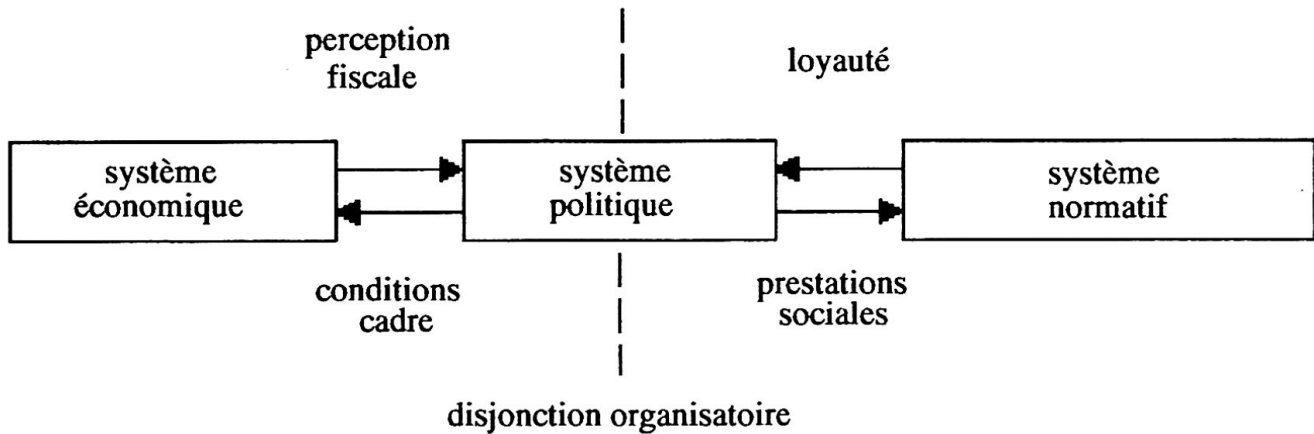 perception
fiscale
loyauté
système
économique
système
politique
système
normatif
conditions
cadre
prestations
sociales
disjonction organisatoire